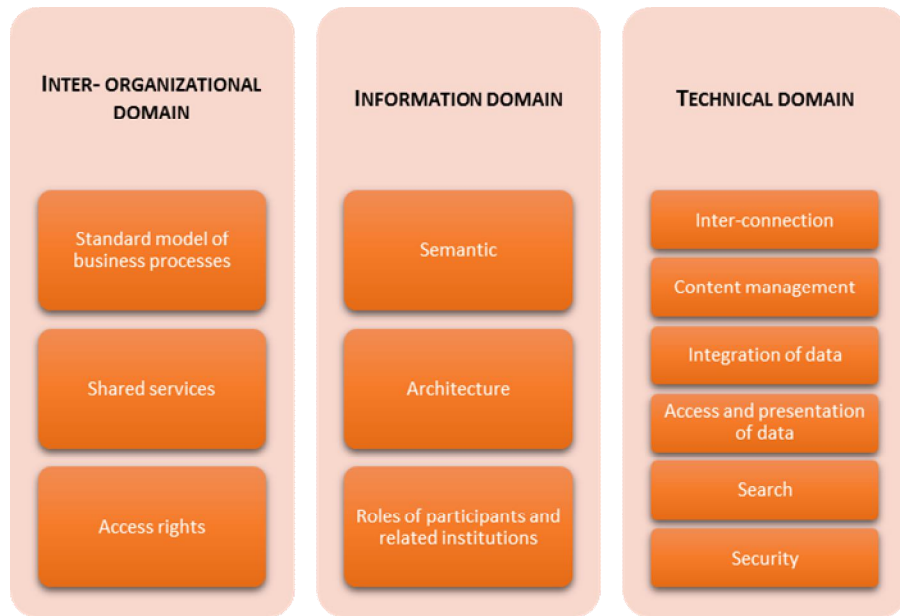 INTER- ORGANIZATIONAL
DOMAIN
Standard model of
business processes
Shared services
Access rights
INFORMATION DOMAIN
Semantic
Architecture
Roles of participants and
related institutions
TECHNICAL DOMAIN
Inter-connection
Content management
Integration of data
Access and presentation
of data
Search
Security